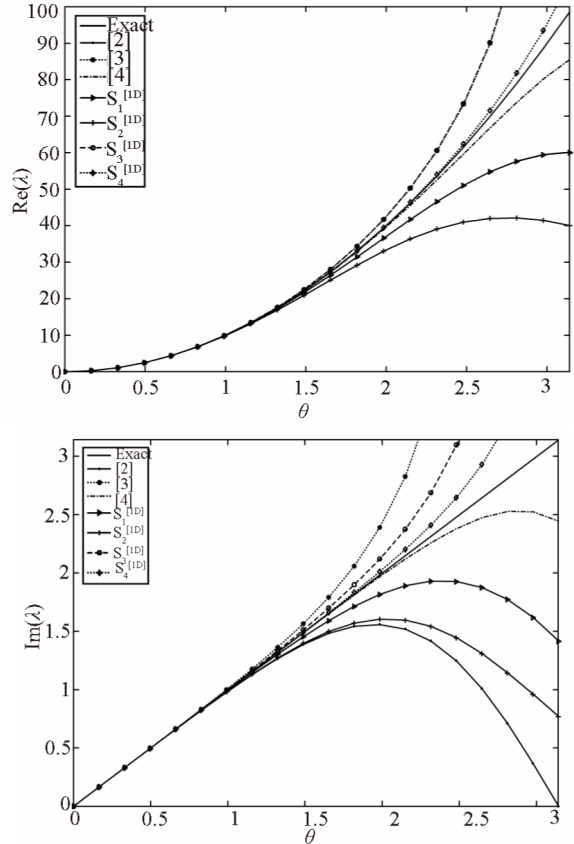 100
90
80
70
60
50
40
30
20
10
0
Re(λ)
Exact
[2]
[3]
[4]
S1[1D]
S2[1D]
S3[1D]
S4[1D]
0 0.5 1 1.5 2 2.5 3
θ
3
2.5
2
1.5
1
0.5
0
Im(λ)
Exact
[2]
[3]
[4]
S1[1D]
S2[1D]
S3[1D]
S4[1D]
0 0.5 1 1.5 2 2.5 3
θ